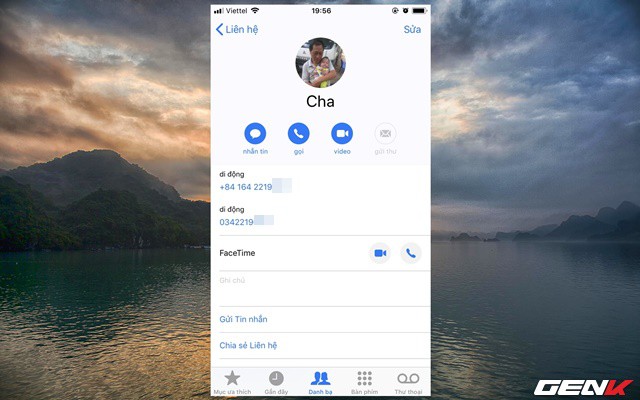 Viettel
19:56
Liên hệ
Sửa
Cha
nhắn tin
gọi
video
gửi thư
di động
+84 164 2219
di động
0342219
FaceTime
Ghi chú
Gửi Tin nhắn
Chia sẻ Liên hệ
Mục ưa thích
Gần đây
Danh bạ
Bàn phím
Thư thoại
GENK